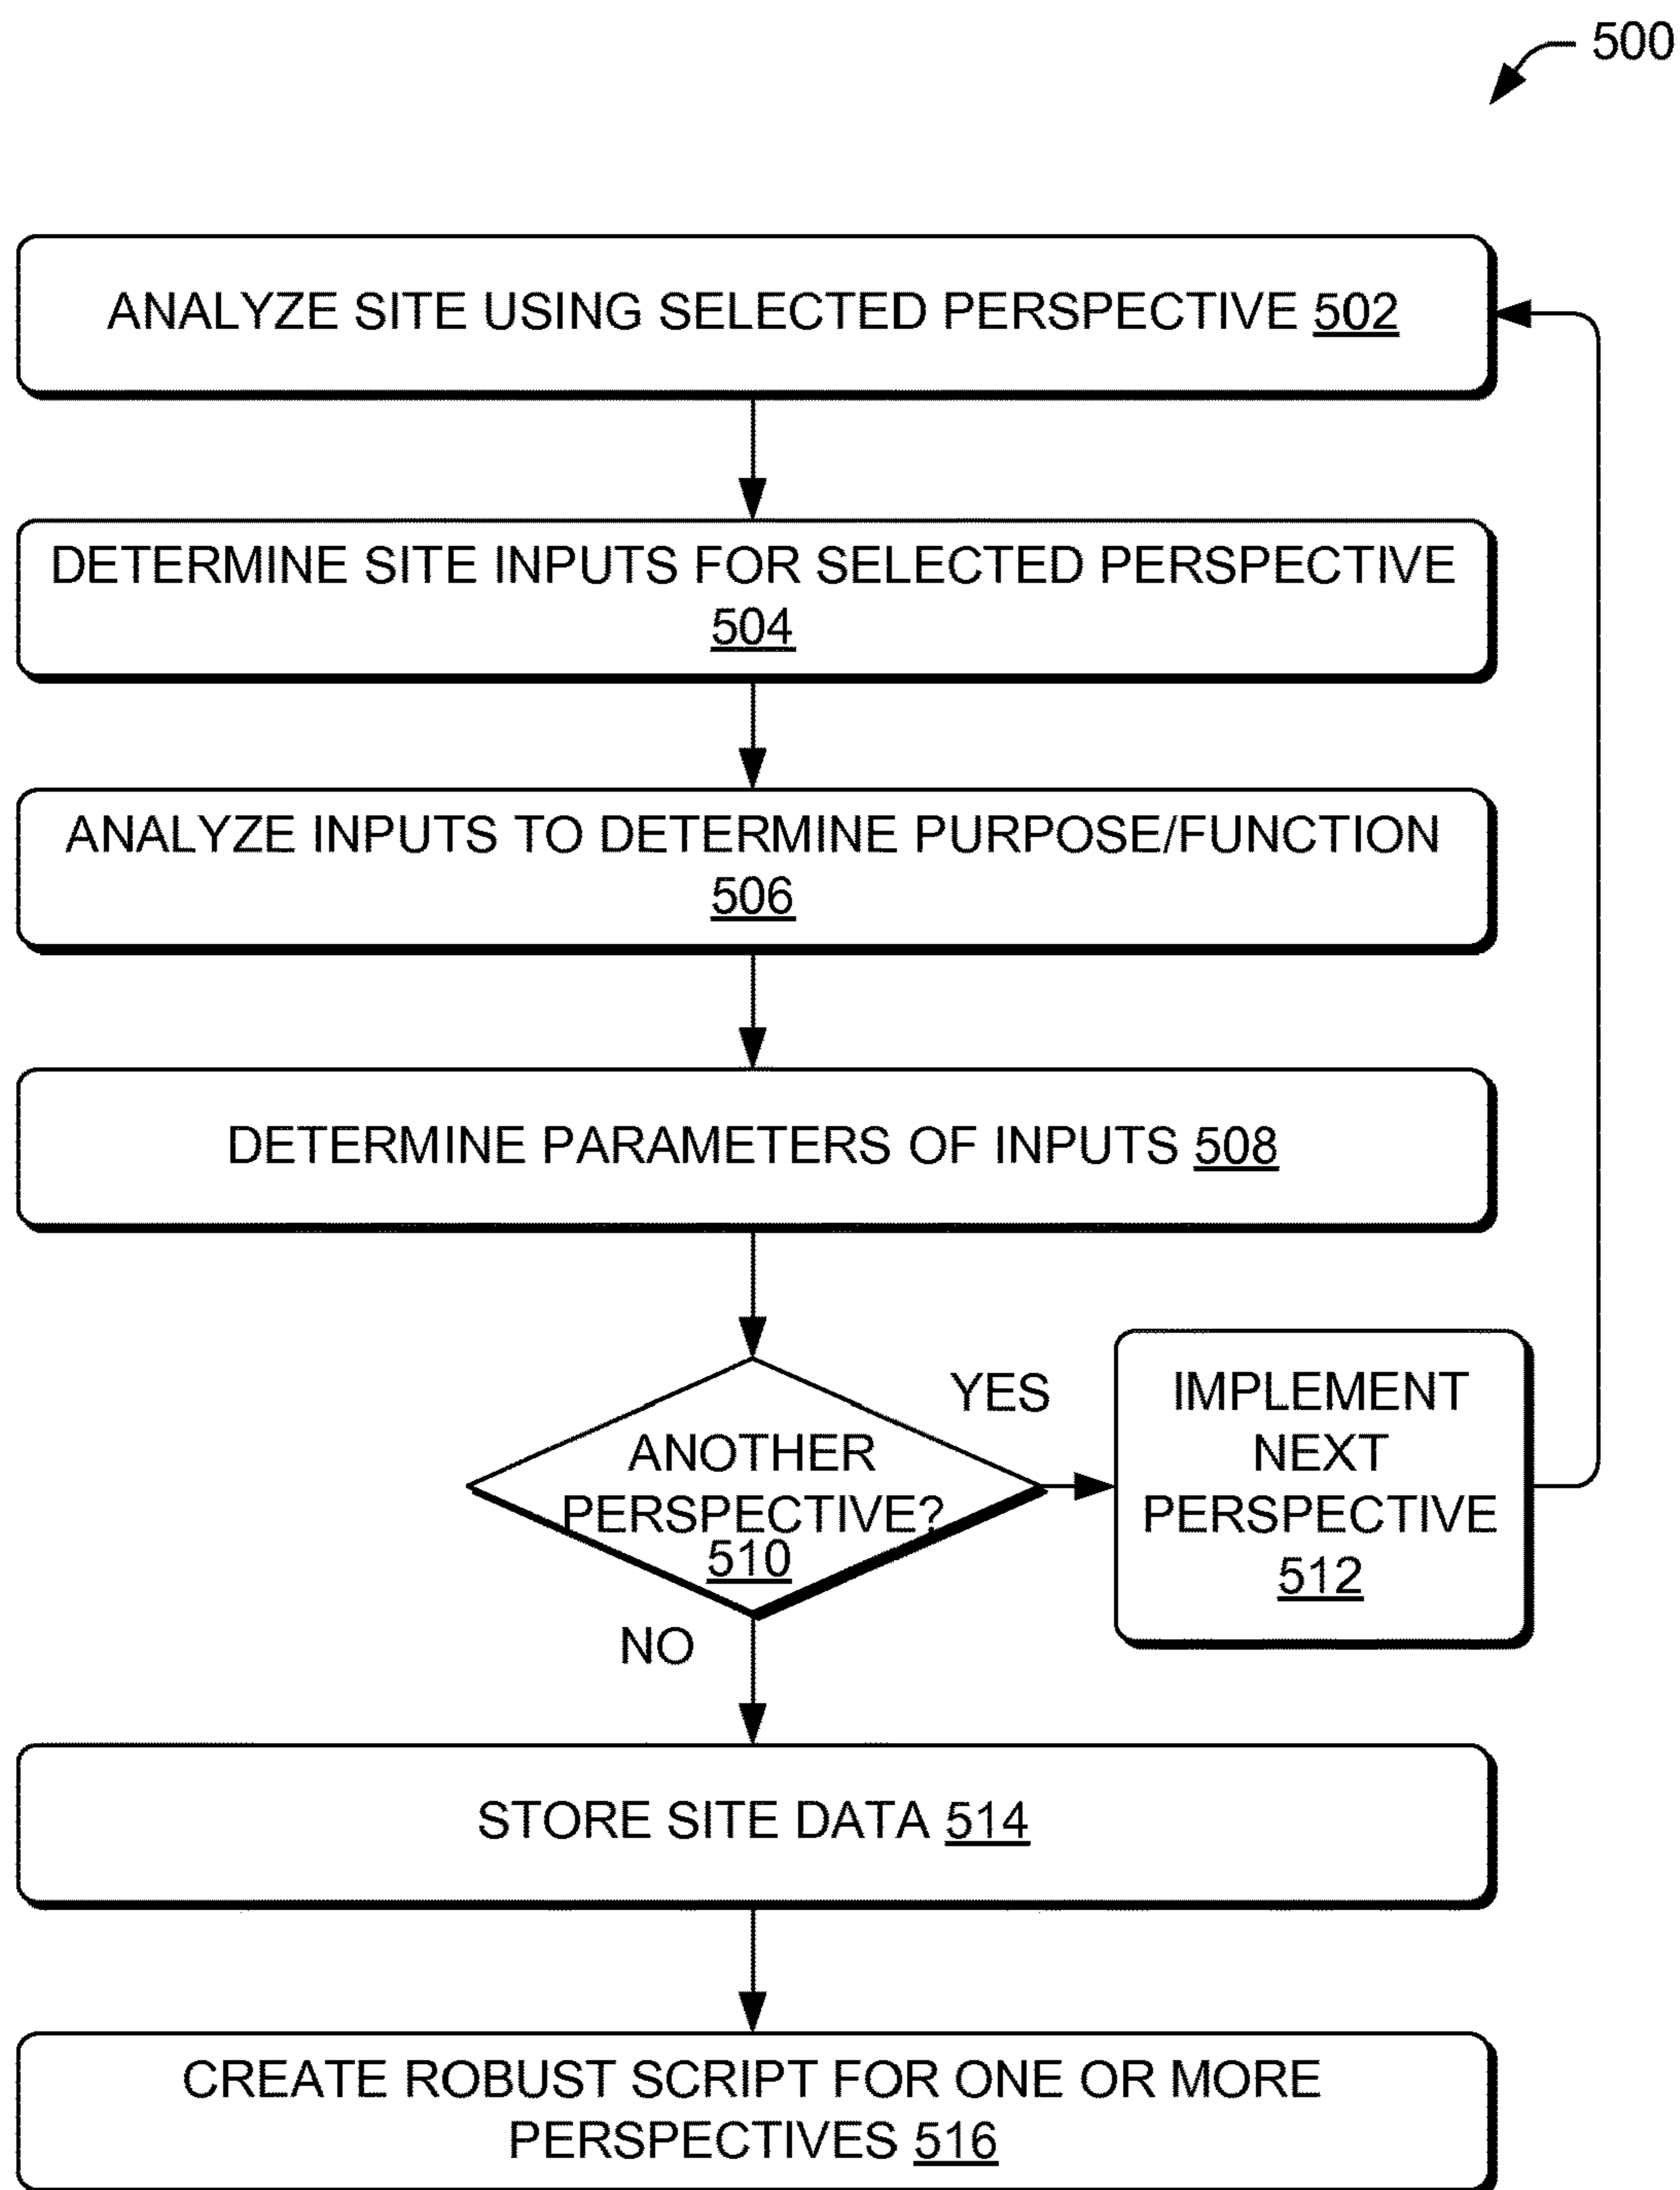 500
ANALYZE SITE USING SELECTED PERSPECTIVE 502
DETERMINE SITE INPUTS FOR SELECTED PERSPECTIVE
504
ANALYZE INPUTS TO DETERMINE PURPOSE/FUNCTION
506
DETERMINE PARAMETERS OF INPUTS 508
ANOTHER
PERSPECTIVE?
510
YES
IMPLEMENT
NEXT
PERSPECTIVE
512
NO
STORE SITE DATA 514
CREATE ROBUST SCRIPT FOR ONE OR MORE
PERSPECTIVES 516